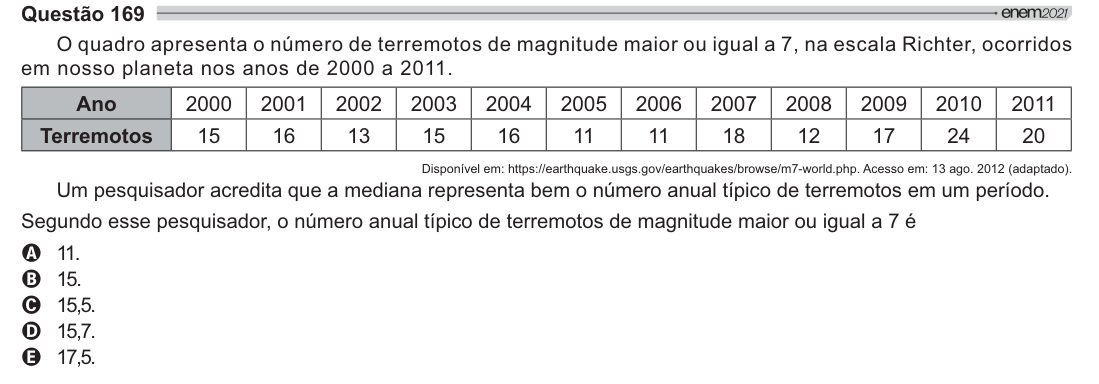 Questão 169 enem2021
O quadro apresenta o número de terremotos de magnitude maior ou igual a 7, na escala Richter, ocorridos
em nosso planeta nos anos de 2000 a 2011.
Ano 2000 2001 2002 2003 2004 2005 2006 2007 2008 2009 2010 2011
Terremotos 15 16 13 15 16 11 11 18 12 17 24 20
Disponível em: https://earthquake.usgs.gov/earthquakes/browse/m7-world.php. Acesso em: 13 ago. 2012 (adaptado).
Um pesquisador acredita que a mediana representa bem o número anual típico de terremotos em um período.
Segundo esse pesquisador, o número anual típico de terremotos de magnitude maior ou igual a 7 é
A 11.
B 15.
C 15,5.
D 15,7.
E 17,5.